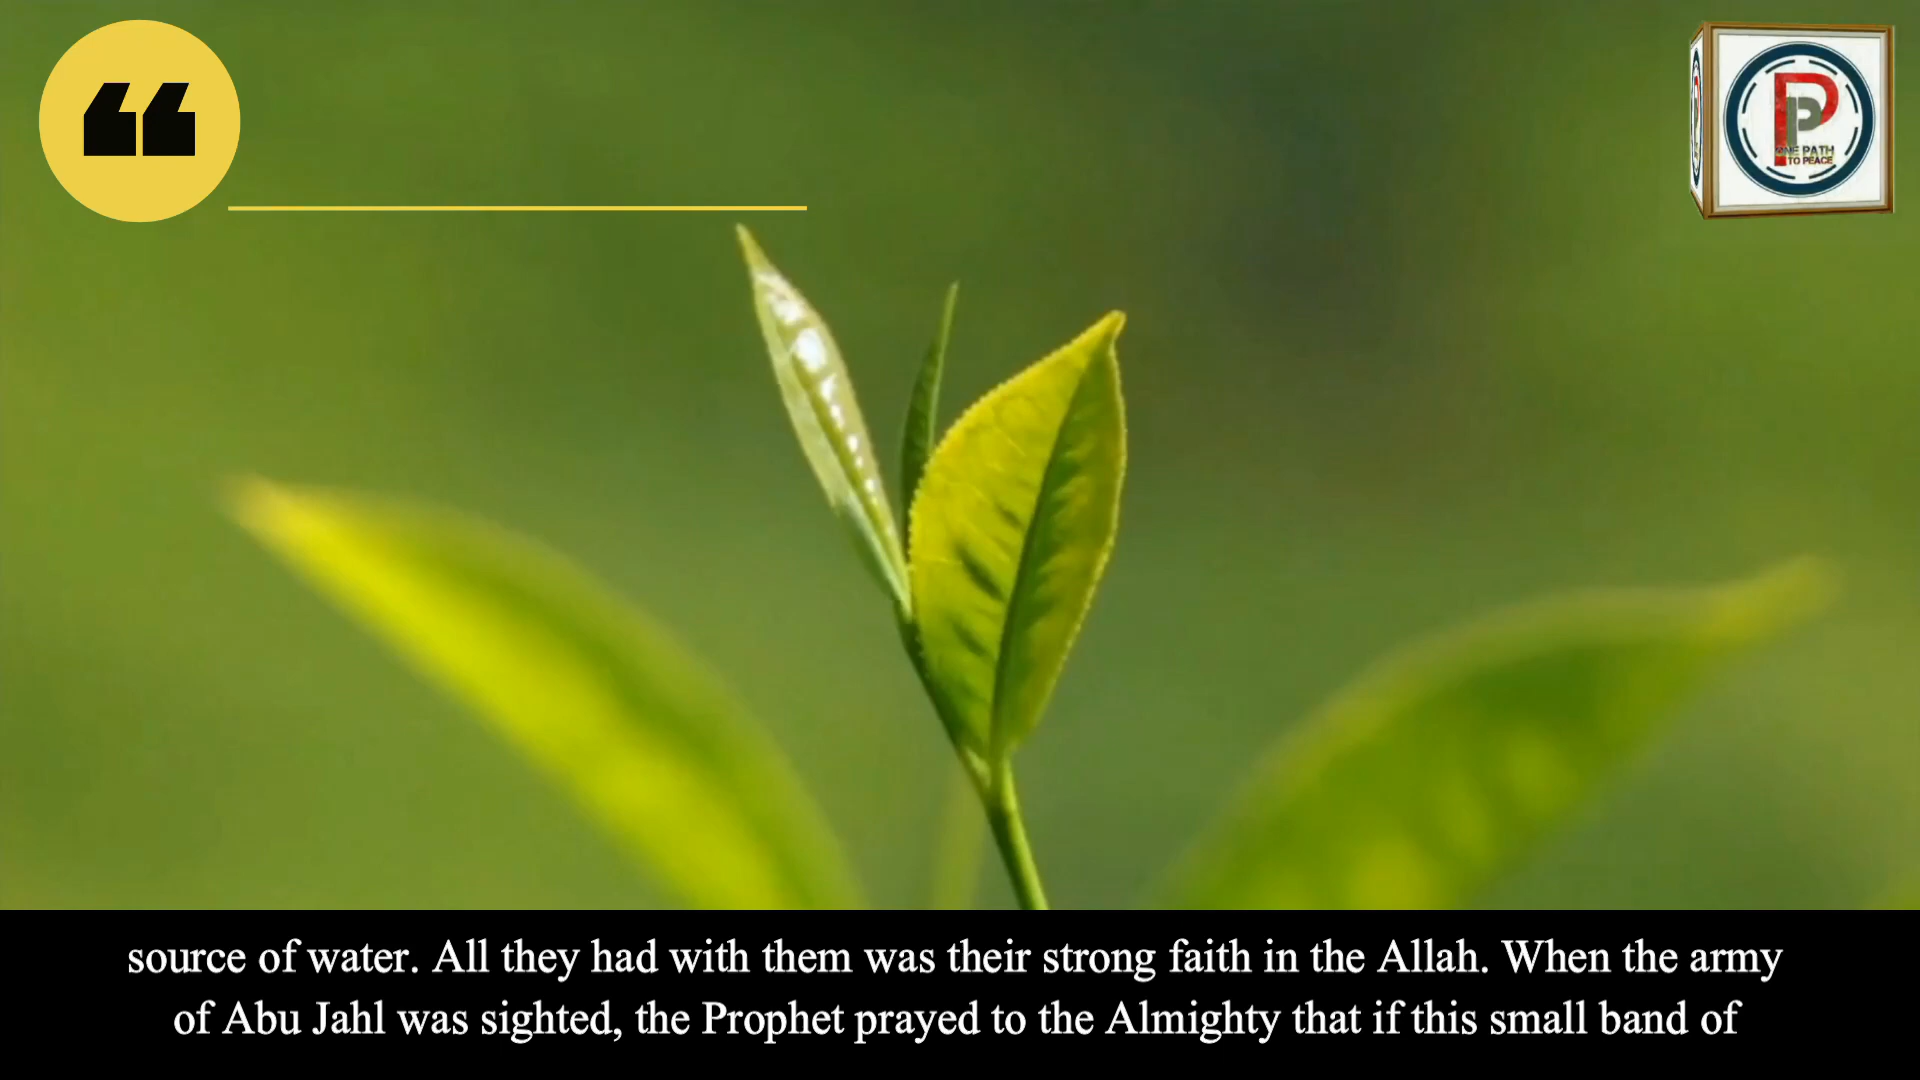 ❝
P
ONE PATH
TO PEACE
source of water. All they had with them was their strong faith in the Allah. When the army
of Abu Jahl was sighted, the Prophet prayed to the Almighty that if this small band of